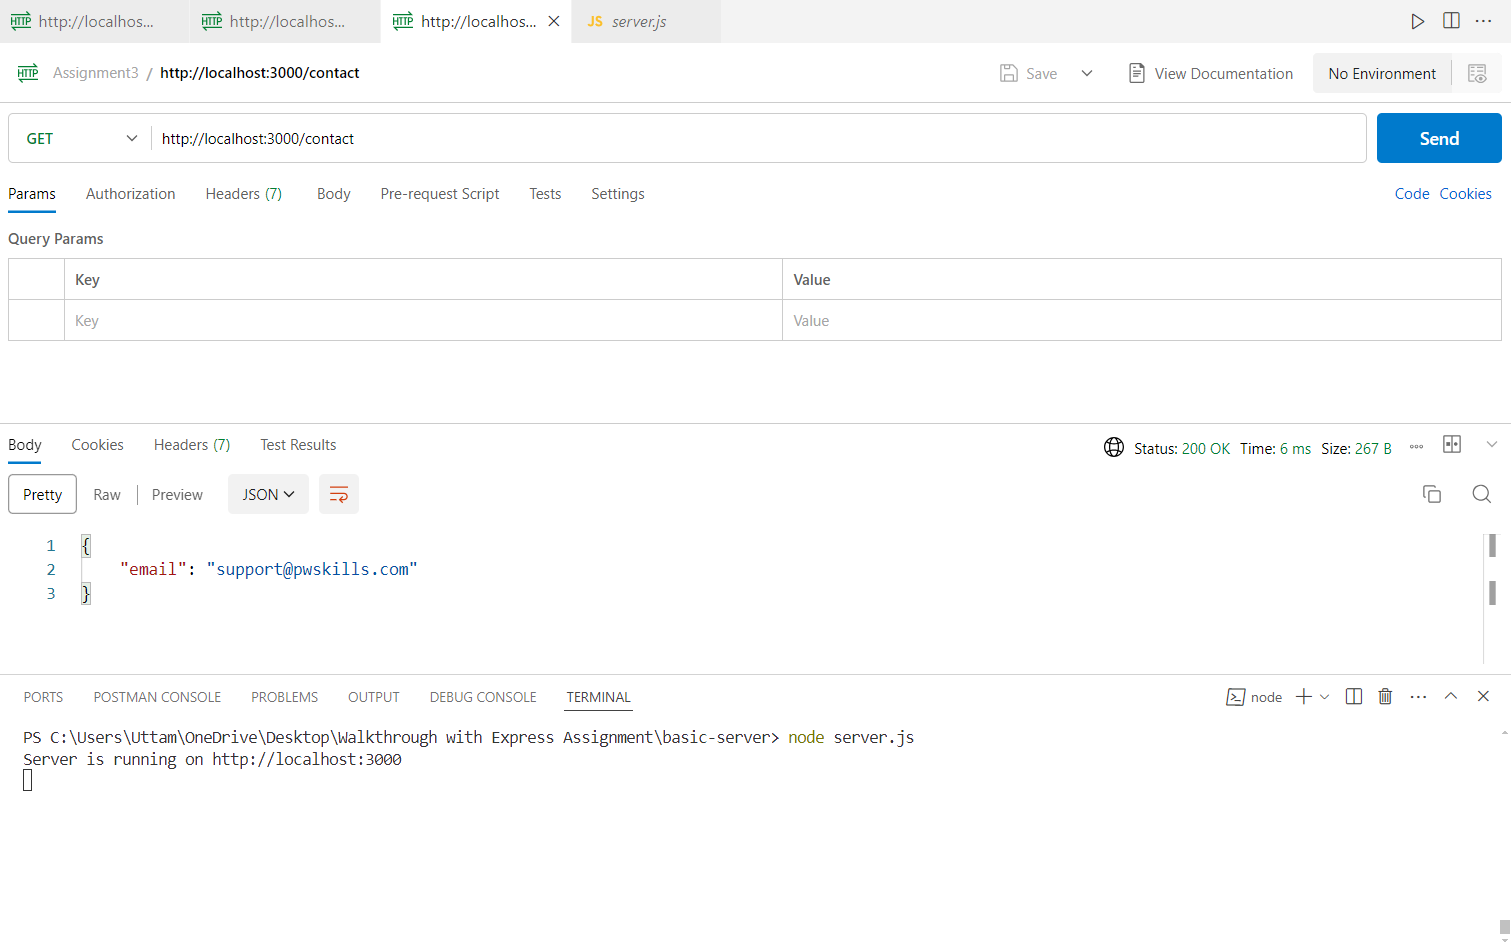 HTTP http://localhos... HTTP http://localhos... HTTP http://localhos... JS server.js
HTTP Assignment3 / http://localhost:3000/contact Save View Documentation No Environment
GET http://localhost:3000/contact Send
Params Authorization Headers (7) Body Pre-request Script Tests Settings Code Cookies
Query Params
Key Value
Key Value
Body Cookies Headers (7) Test Results Status: 200 OK Time: 6 ms Size: 267 B
Pretty Raw Preview JSON
1 {
2 "email": "support@pwskills.com"
3 }
PORTS POSTMAN CONSOLE PROBLEMS OUTPUT DEBUG CONSOLE TERMINAL node
PS C:\Users\Uttam\OneDrive\Desktop\Walkthrough with Express Assignment\basic-server> node server.js
Server is running on http://localhost:3000